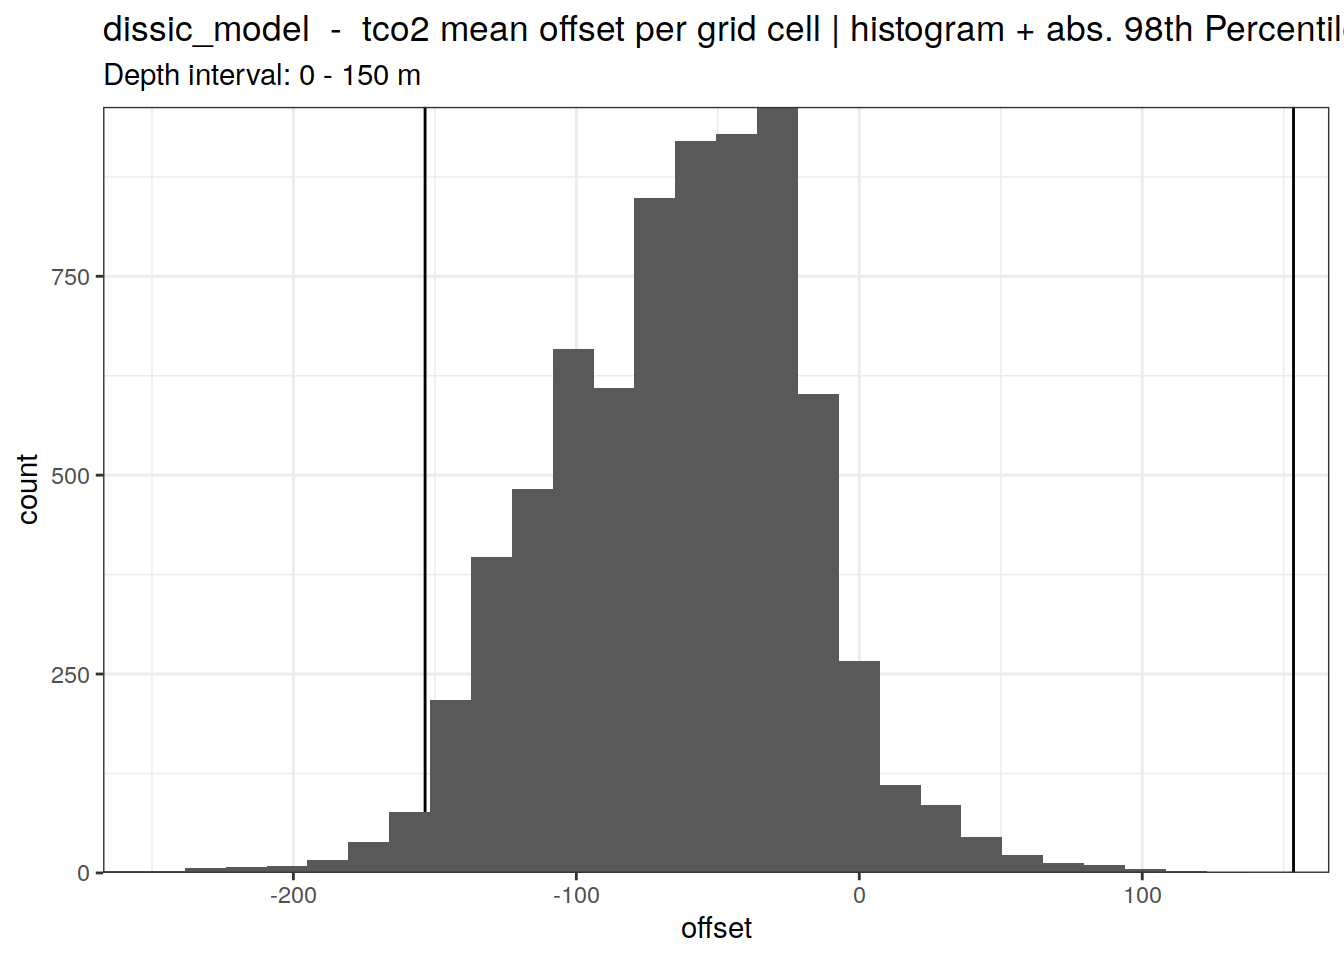 dissic_model - tco2 mean offset per grid cell | histogram + abs. 98th
Depth interval: 0 - 150 m
count
750
500
250
0
-200
-100
0
100
offset